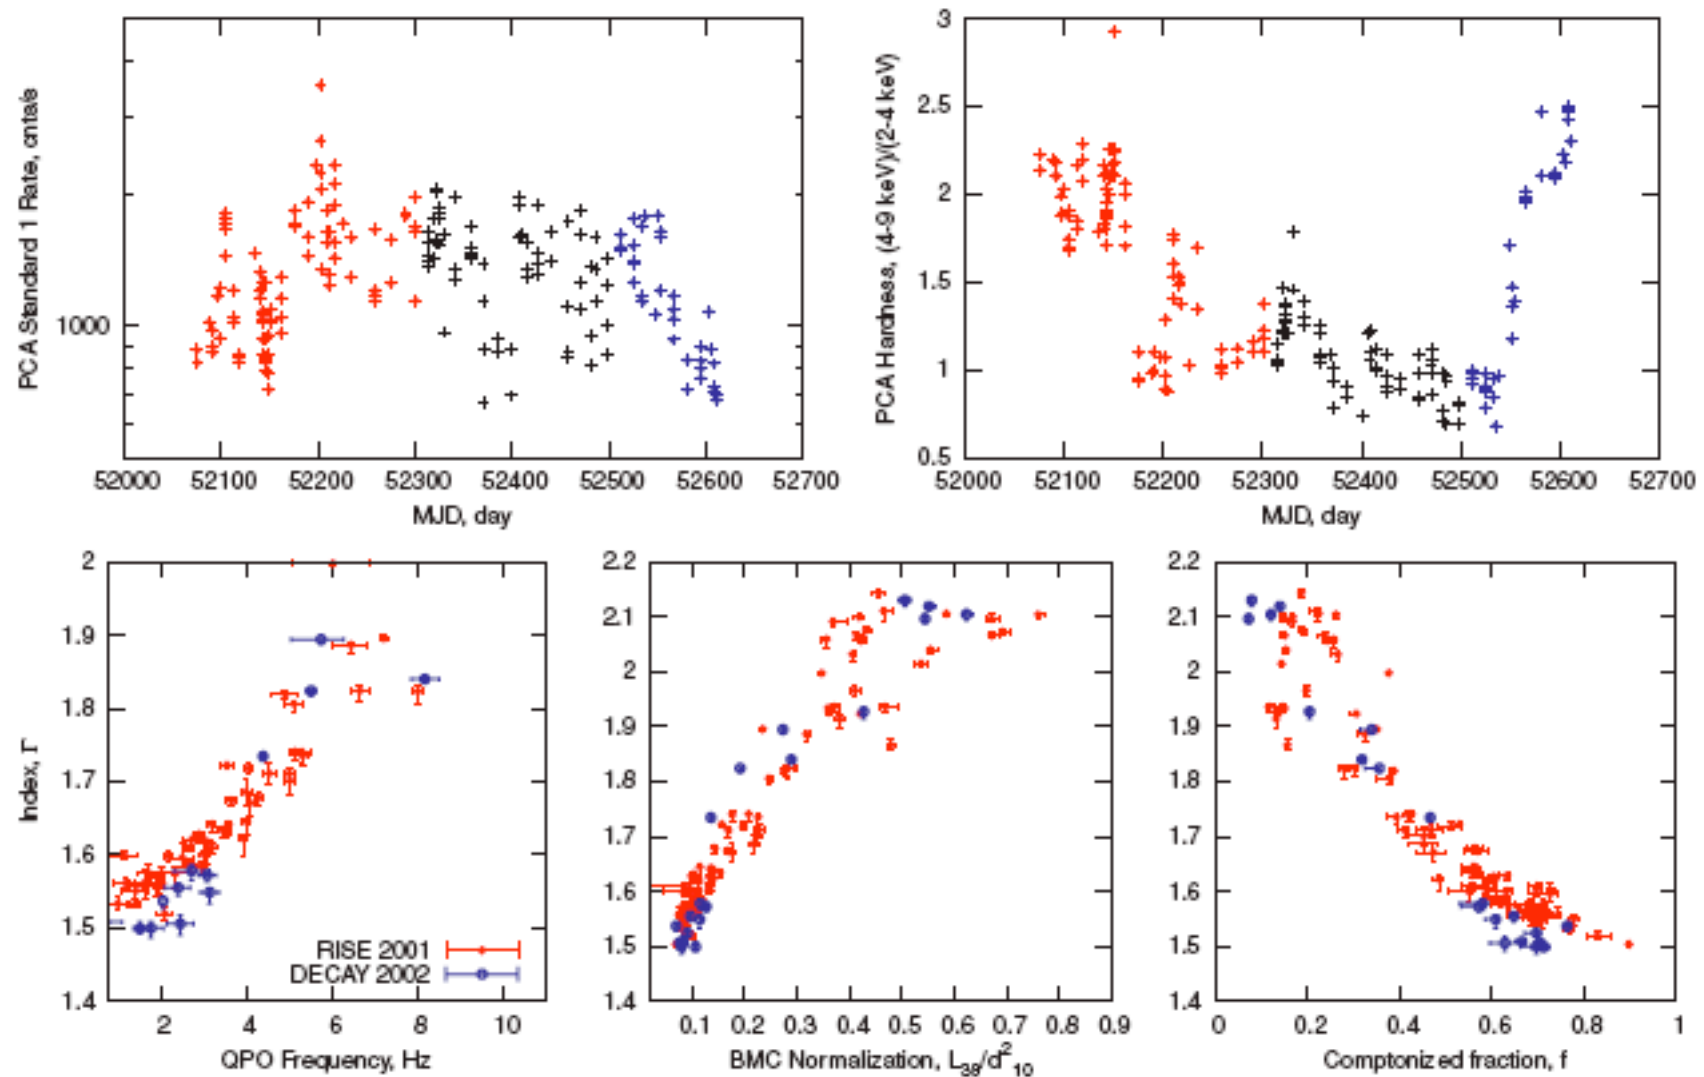 PCA Standard 1 Rate, cnts/s
1000
52000 52100 52200 52300 52400 52500 52600 52700
MJD, day
PCA Hardness, (4-9 keV)/(2-4 keV)
3
2.5
2
1.5
1
0.5
52000 52100 52200 52300 52400 52500 52600 52700
MJD, day
Index, Γ
2
1.9
1.8
1.7
1.6
1.5
1.4
RISE 2001
DECAY 2002
2 4 6 8 10
QPO Frequency, Hz
2.2
2.1
2
1.9
1.8
1.7
1.6
1.5
1.4
0.1 0.2 0.3 0.4 0.5 0.6 0.7 0.8 0.9
BMC Normalization, L₃₉/d²₁₀
2.2
2.1
2
1.9
1.8
1.7
1.6
1.5
1.4
0 0.2 0.4 0.6 0.8 1
Comptonized fraction, f